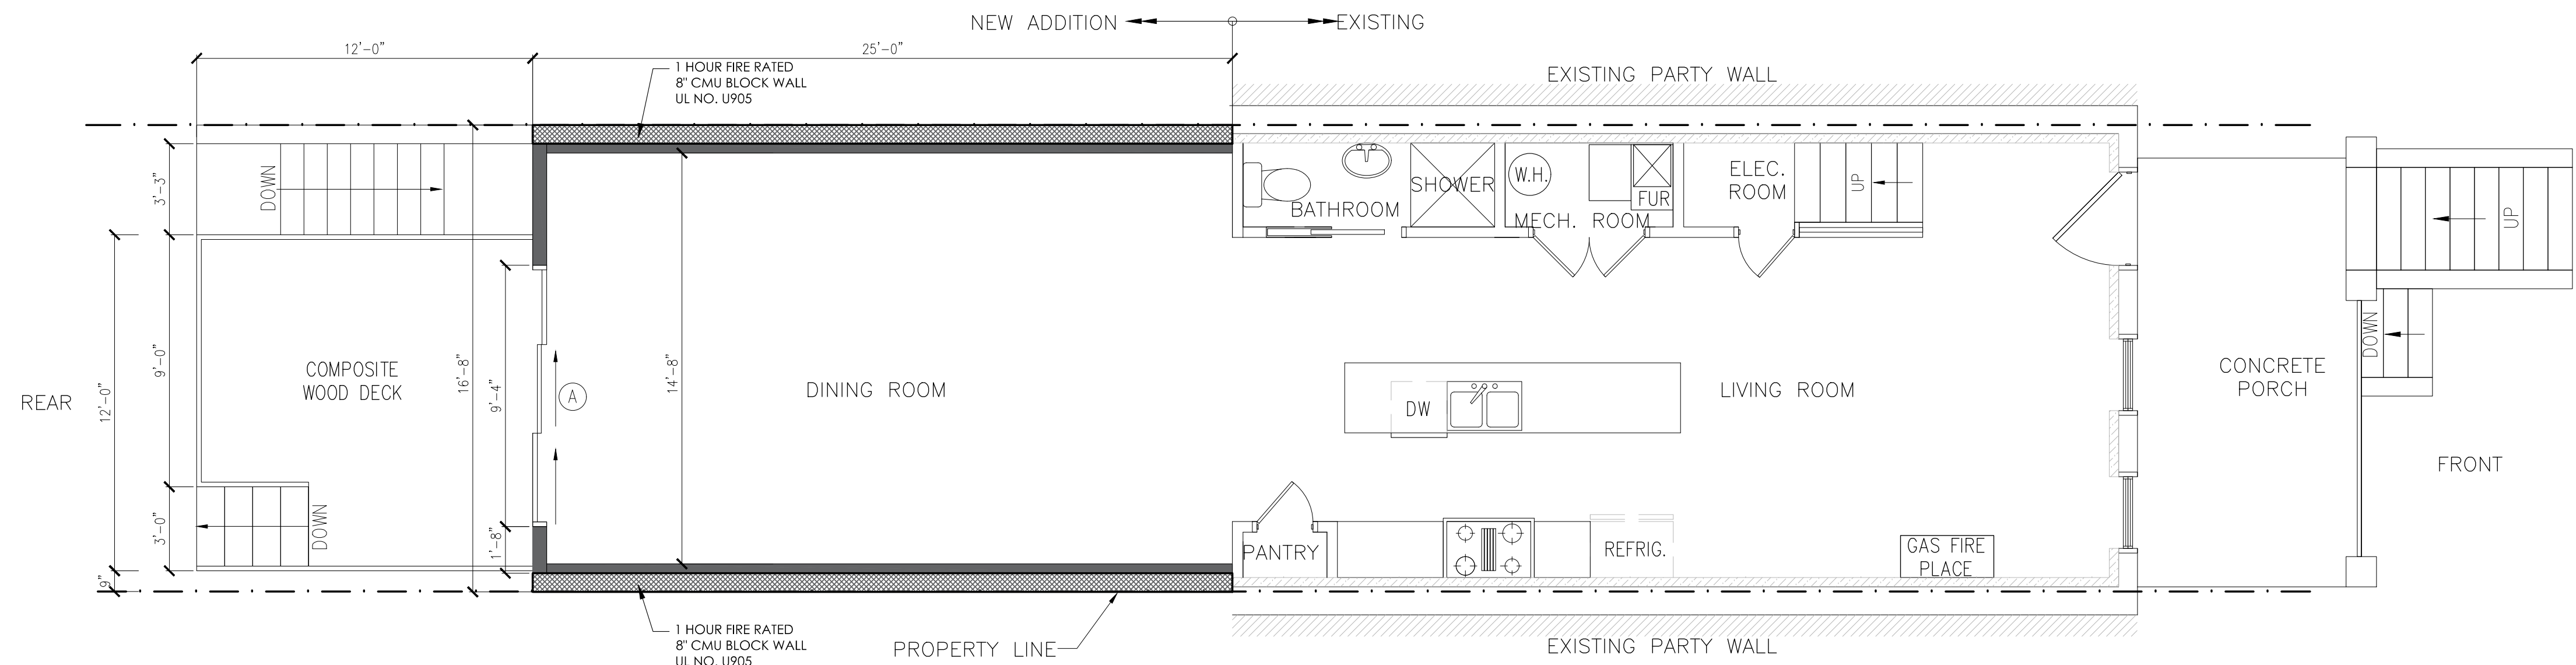 NEW ADDITION
EXISTING
12'-0"
25'-0"
1 HOUR FIRE RATED
8" CMU BLOCK WALL
UL NO. U905
EXISTING PARTY WALL
DOWN
3'-3"
SHOWER
W.H.
FUR
ELEC.
ROOM
UP
BATHROOM
MECH. ROOM
UP
REAR
12'-0"
9'-0"
COMPOSITE
WOOD DECK
16'-8"
9'-4"
A
14'-8"
DINING ROOM
DW
LIVING ROOM
CONCRETE
PORCH
DOWN
FRONT
3'-0"
DOWN
1'-8"
9"
PANTRY
REFRIG.
GAS FIRE
PLACE
1 HOUR FIRE RATED
8" CMU BLOCK WALL
UL NO. U905
PROPERTY LINE
EXISTING PARTY WALL